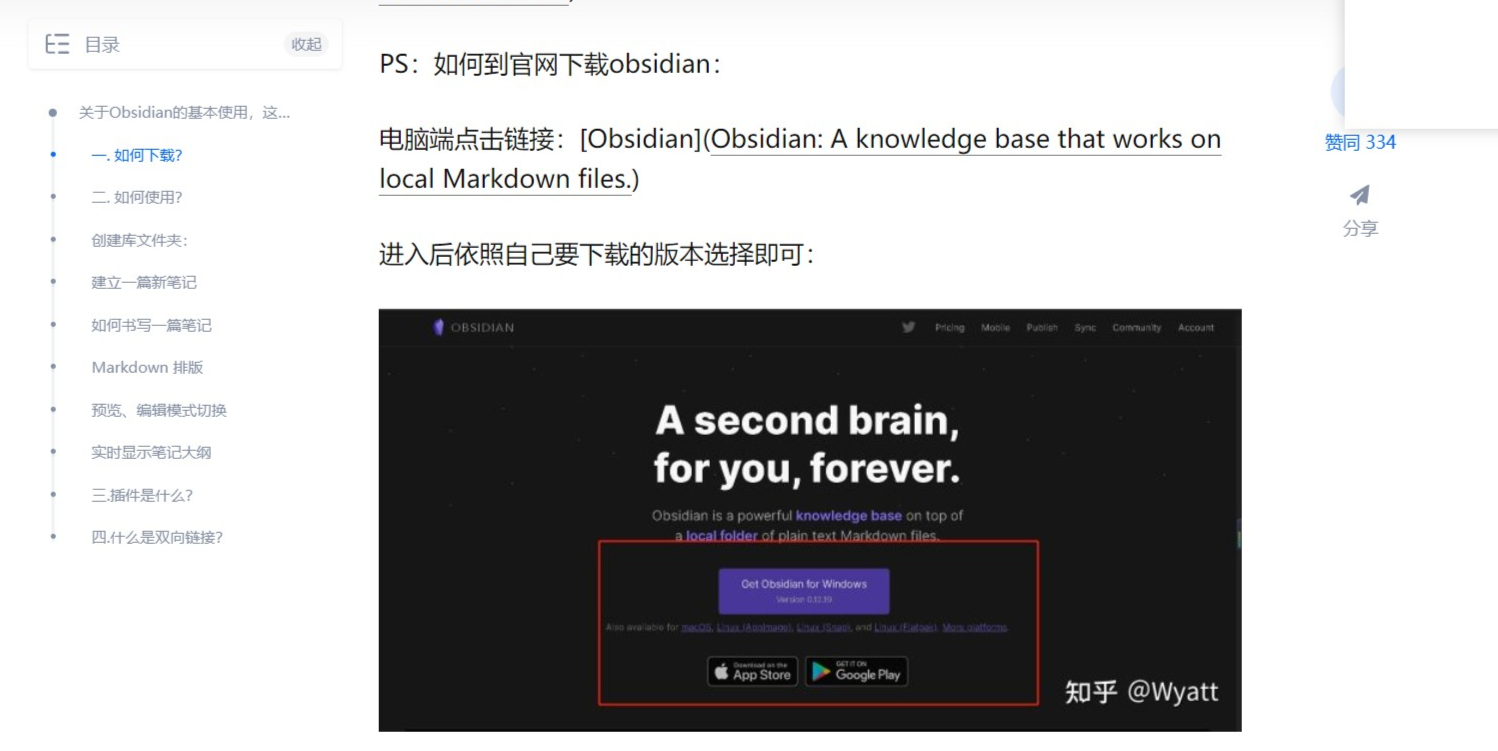 目录
收起
关于Obsidian的基本使用，这...
一. 如何下载?
二. 如何使用?
创建库文件夹:
建立一篇新笔记
如何书写一篇笔记
Markdown 排版
预览、编辑模式切换
实时显示笔记大纲
三.插件是什么?
四.什么是双向链接?
PS：如何到官网下载obsidian：
电脑端点击链接：[Obsidian](Obsidian: A knowledge base that works on
local Markdown files.)
进入后依照自己要下载的版本选择即可：
OBSIDIAN
Pricing Mobile Publish Sync Community Account
A second brain,
for you, forever.
Obsidian is a powerful knowledge base on top of
a local folder of plain text Markdown files.
Get Obsidian for Windows
Version 0.12.19
Also available for macOS, Linux (AppImage), Linux (Snap), and Linux (Flatpak). More platforms.
Download on the
App Store
GET IT ON
Google Play
知乎 @Wyatt
赞同 334
分享